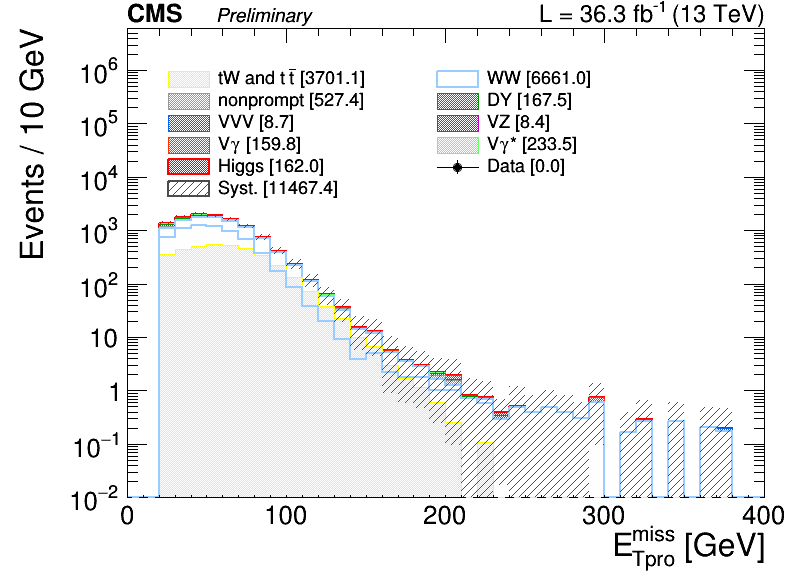 CMS Preliminary L = 36.3 fb⁻¹ (13 TeV)
Events / 10 GeV
tW and tt̅ [3701.1]
nonprompt [527.4]
VVV [8.7]
Vγ [159.8]
Higgs [162.0]
Syst. [11467.4]
WW [6661.0]
DY [167.5]
VZ [8.4]
Vγ* [233.5]
Data [0.0]
10⁶
10⁵
10⁴
10³
10²
10
1
10⁻¹
10⁻²
0 100 200 300 400
E_Tpro^miss [GeV]